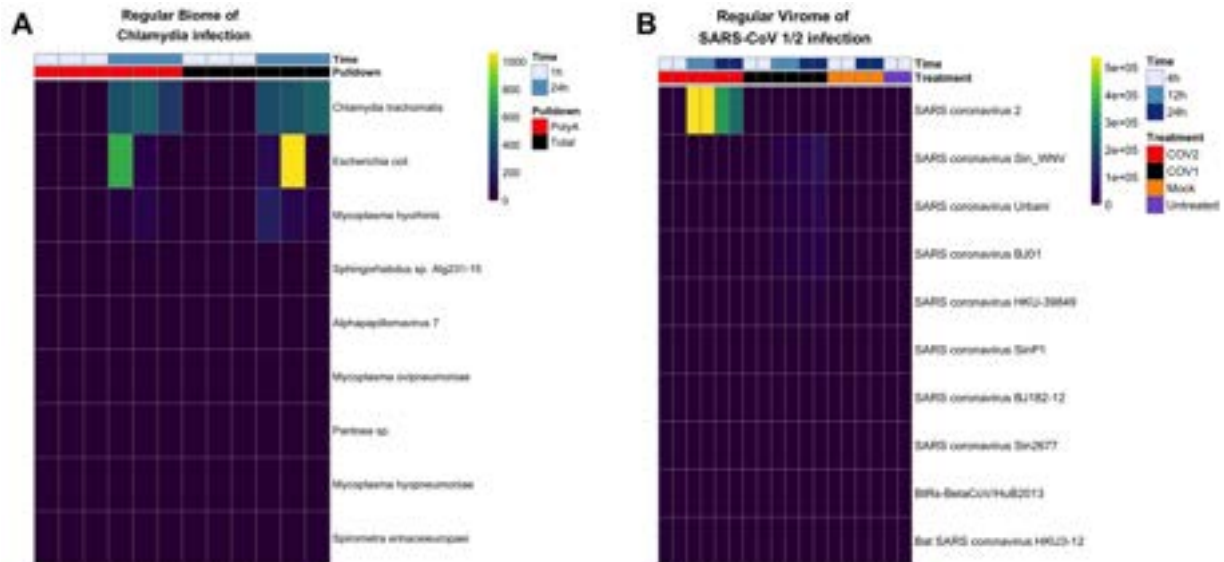 A
Regular Biome of
Chlamydia infection
Time
Pulldown
Chlamydia trachomatis
Escherichia coli
Mycoplasma hyorhinis
Sphingorhabdus sp. Alg231-15
Alphapapillomavirus 7
Mycoplasma ovipneumoniae
Mycoplasma hyopneumoniae
Spirometra erinaceieuropaei
1000
800
600
400
200
0
Time
1h
24h
Pulldown
PolyA
Total
B
Regular Virome of
SARS-CoV 1/2 infection
Time
Treatment
SARS coronavirus 2
SARS coronavirus Sin_WNV
SARS coronavirus Urbani
SARS coronavirus BJ01
SARS coronavirus HKU-39849
SARS coronavirus SinP1
SARS coronavirus BJ182-12
SARS coronavirus Sin2677
BtRs-BetaCoV/HuB2013
Bat SARS coronavirus HKU3-12
5e+05
4e+05
3e+05
2e+05
1e+05
0
Time
4h
12h
24h
Treatment
COV2
COV1
Mock
Untreated